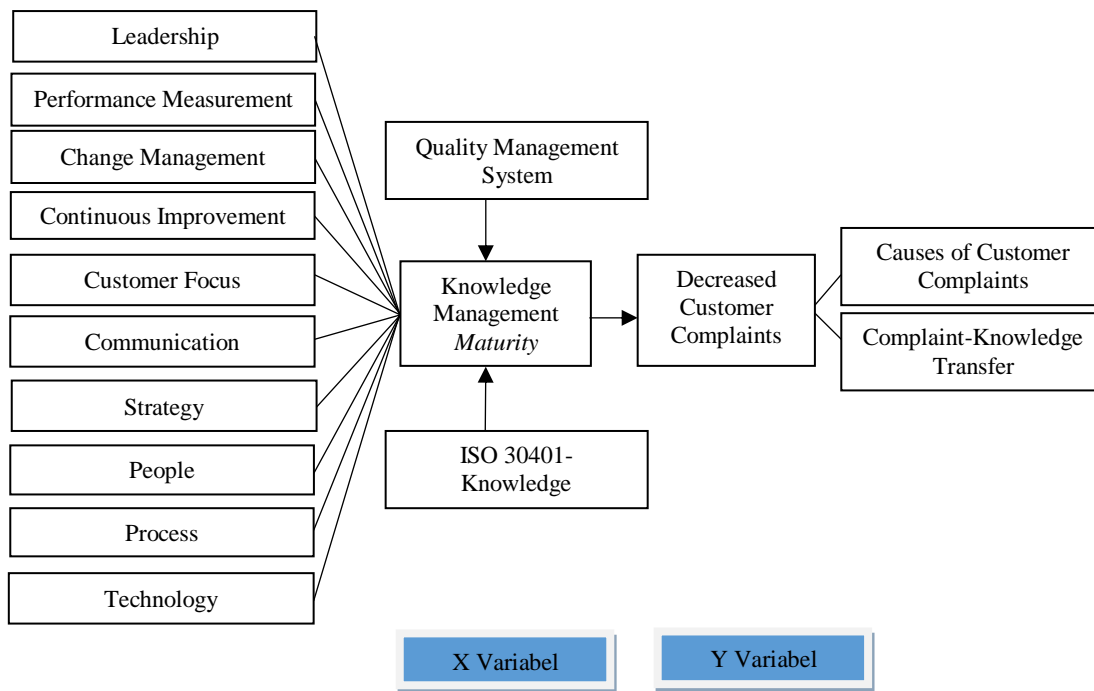 Leadership
Performance Measurement
Change Management
Continuous Improvement
Customer Focus
Communication
Strategy
People
Process
Technology
Quality Management
System
Knowledge
Management
Maturity
ISO 30401-
Knowledge
Decreased
Customer
Complaints
Causes of Customer
Complaints
Complaint-Knowledge
Transfer
X Variabel
Y Variabel